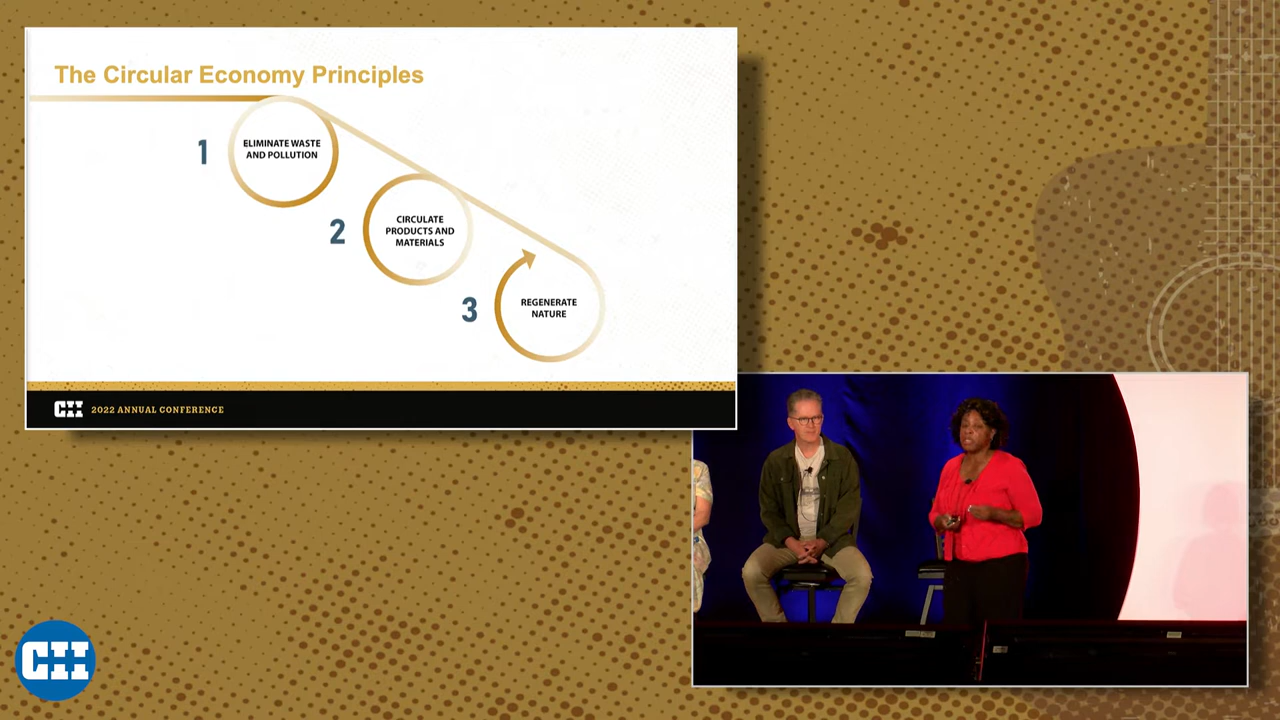 The Circular Economy Principles
1
ELIMINATE WASTE
AND POLLUTION
2
CIRCULATE
PRODUCTS AND
MATERIALS
3
REGENERATE
NATURE
CII 2022 ANNUAL CONFERENCE
CII